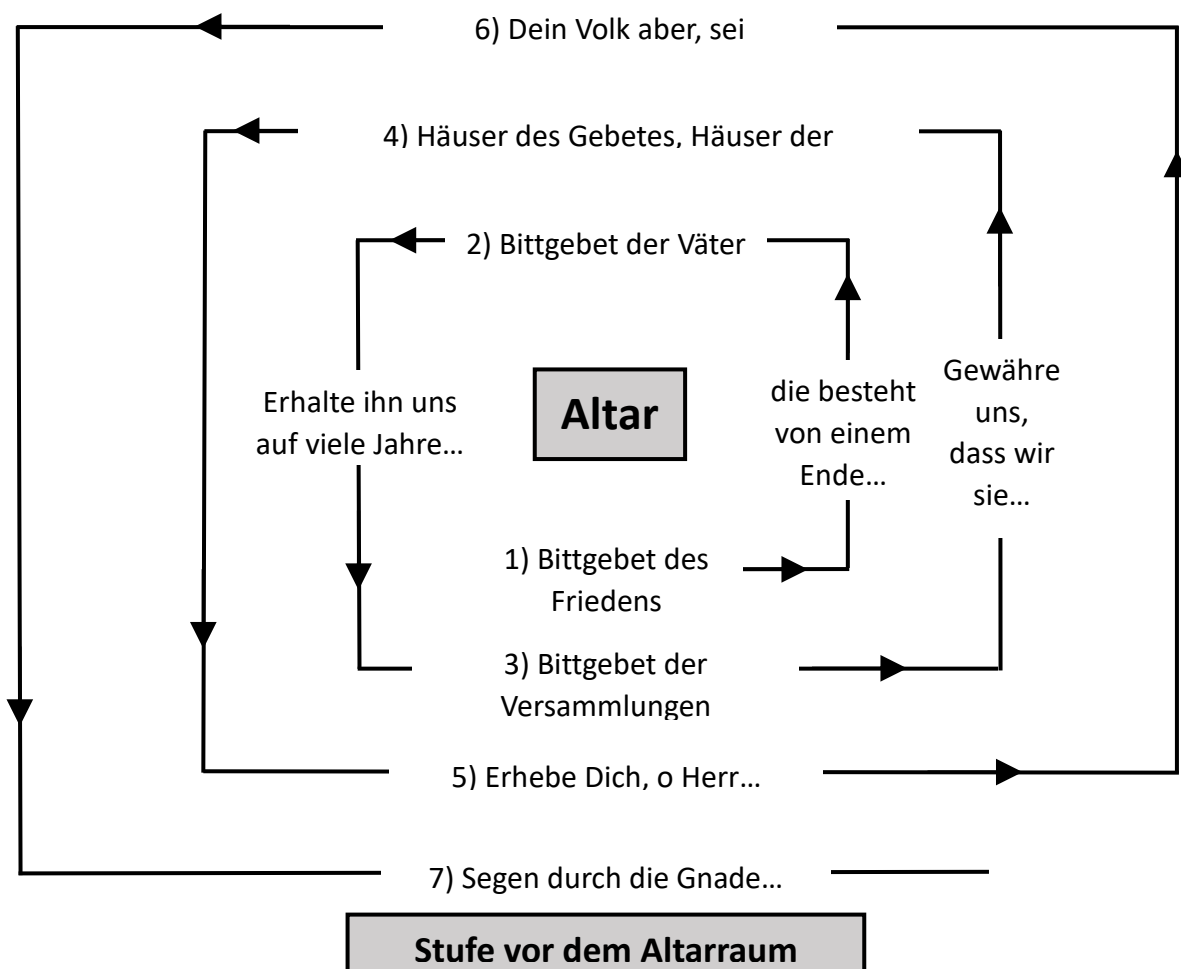 6) Dein Volk aber, sei
4) Häuser des Gebetes, Häuser der
2) Bittgebet der Väter
Erhalte ihn uns
auf viele Jahre…
Altar
die besteht
von einem
Ende…
Gewähre
uns,
dass wir
sie…
1) Bittgebet des
Friedens
3) Bittgebet der
Versammlungen
5) Erhebe Dich, o Herr…
7) Segen durch die Gnade…
Stufe vor dem Altarraum